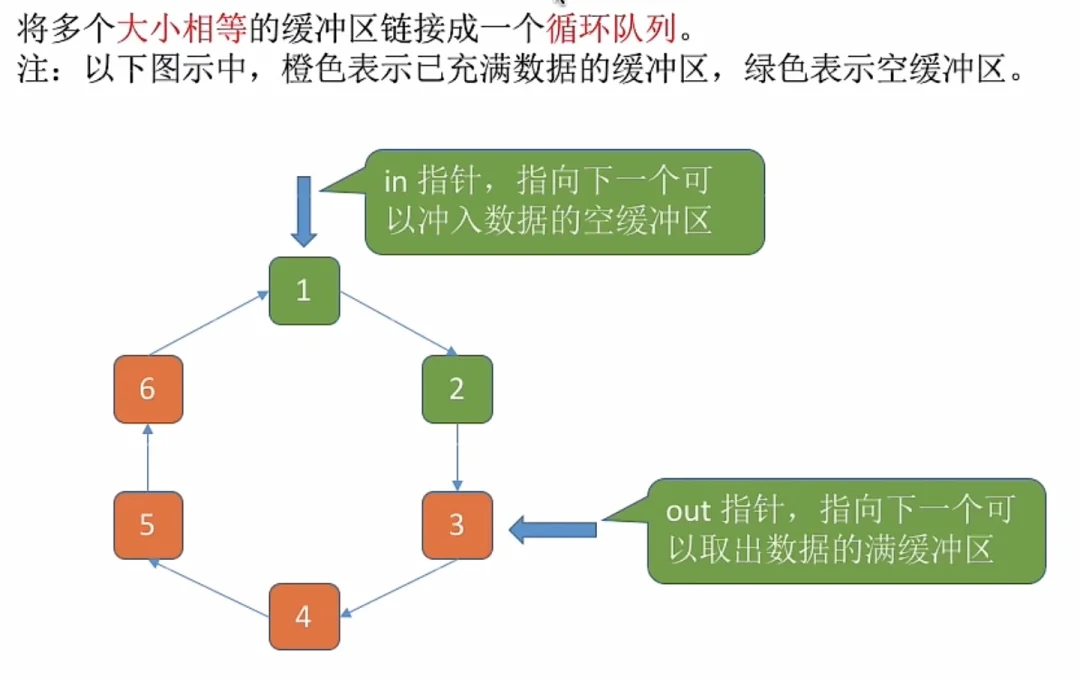 将多个大小相等的缓冲区链接成一个循环队列。
注：以下图示中，橙色表示已充满数据的缓冲区，绿色表示空缓冲区。
in 指针，指向下一个可
以冲入数据的空缓冲区
1
6
2
5
3
out 指针，指向下一个可
以取出数据的满缓冲区
4